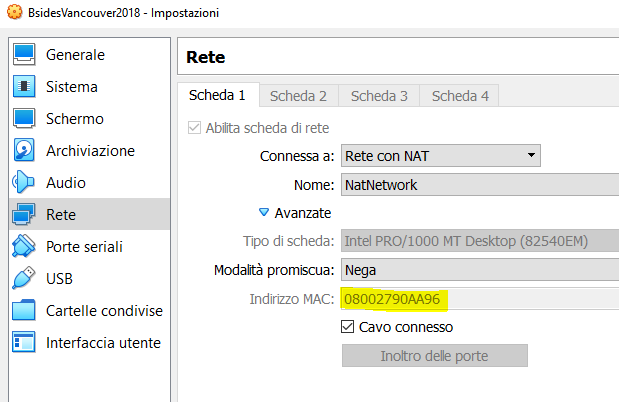 BsidesVancouver2018 - Impostazioni
Generale
Sistema
Schermo
Archiviazione
Audio
Rete
Porte seriali
USB
Cartelle condivise
Interfaccia utente
Rete
Scheda 1 Scheda 2 Scheda 3 Scheda 4
Abilita scheda di rete
Connessa a: Rete con NAT
Nome: NatNetwork
Avanzate
Tipo di scheda: Intel PRO/1000 MT Desktop (82540EM)
Modalità promiscua: Nega
Indirizzo MAC: 08002790AA96
Cavo connesso
Inoltro delle porte